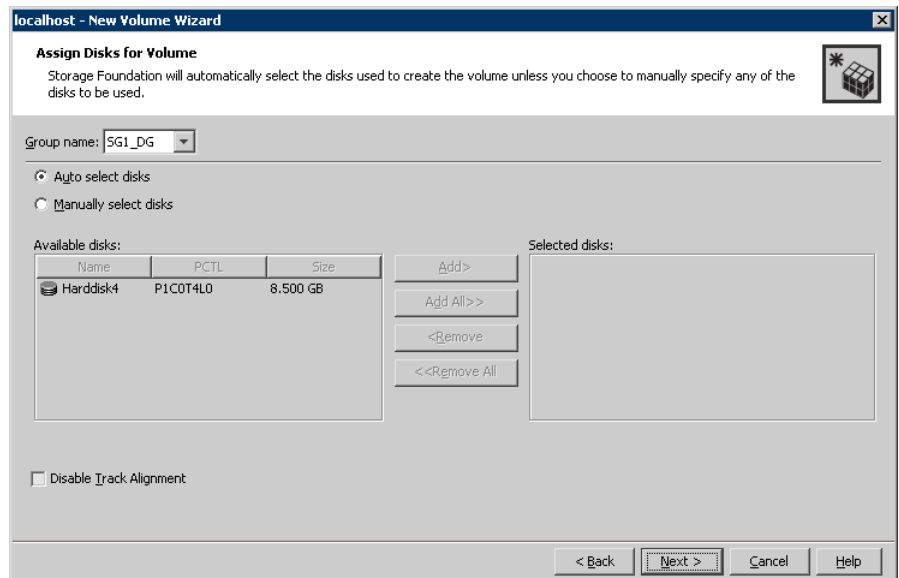 localhost - New Volume Wizard
Assign Disks for Volume
Storage Foundation will automatically select the disks used to create the volume unless you choose to manually specify any of the
disks to be used.
Group name: SG1_DG
Auto select disks
Manually select disks
Available disks:
Selected disks:
Name PCTL Size
Harddisk4 P1C0T4L0 8.500 GB
Add>
Add All>>
<Remove
<<Remove All
Disable Track Alignment
< Back Next > Cancel Help